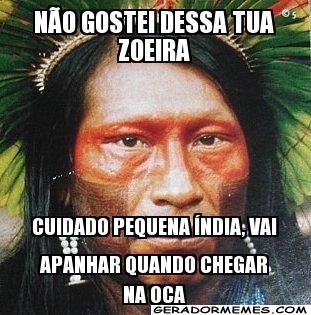 NÃO GOSTEI DESSA TUA
ZOEIRA
CUIDADO PEQUENA ÍNDIA, VAI
APANHAR QUANDO CHEGAR
NA OCA
GERADORMEMES.COM